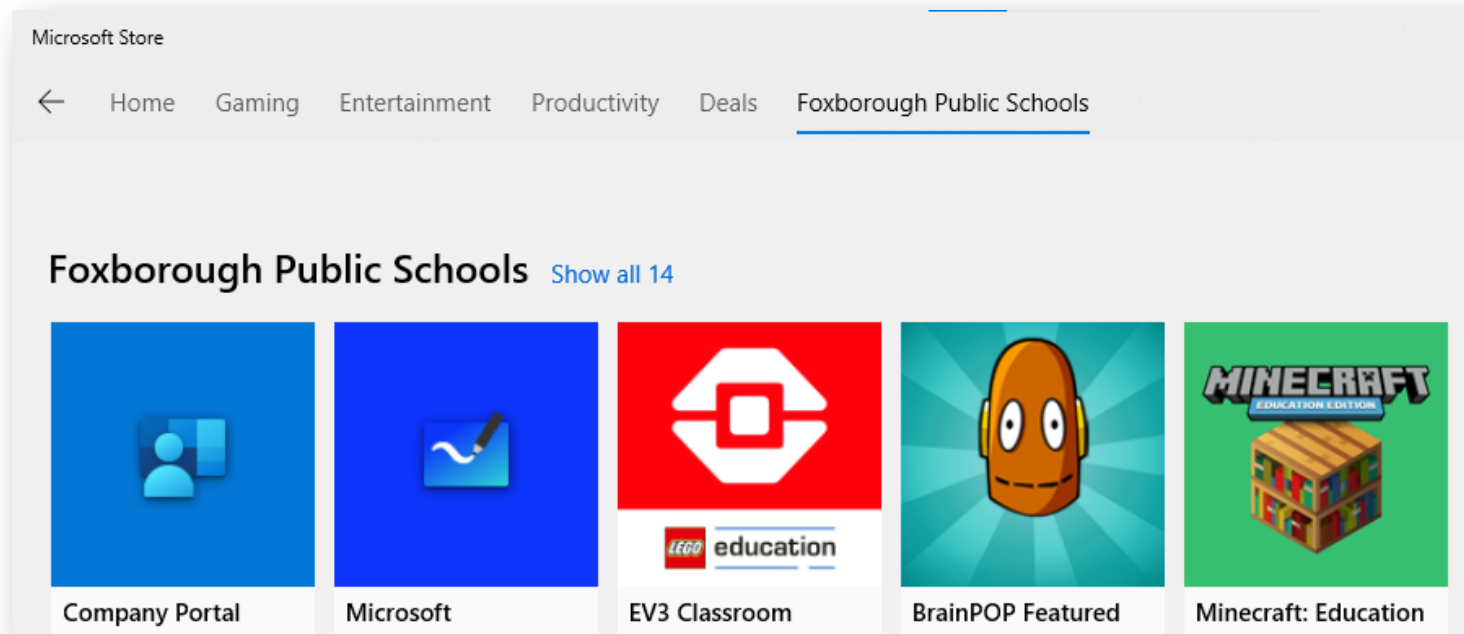 Microsoft Store
Home Gaming Entertainment Productivity Deals Foxborough Public Schools
Foxborough Public Schools Show all 14
MINECRAFT
EDUCATION EDITION
LEGO education
Company Portal Microsoft EV3 Classroom BrainPOP Featured Minecraft: Education